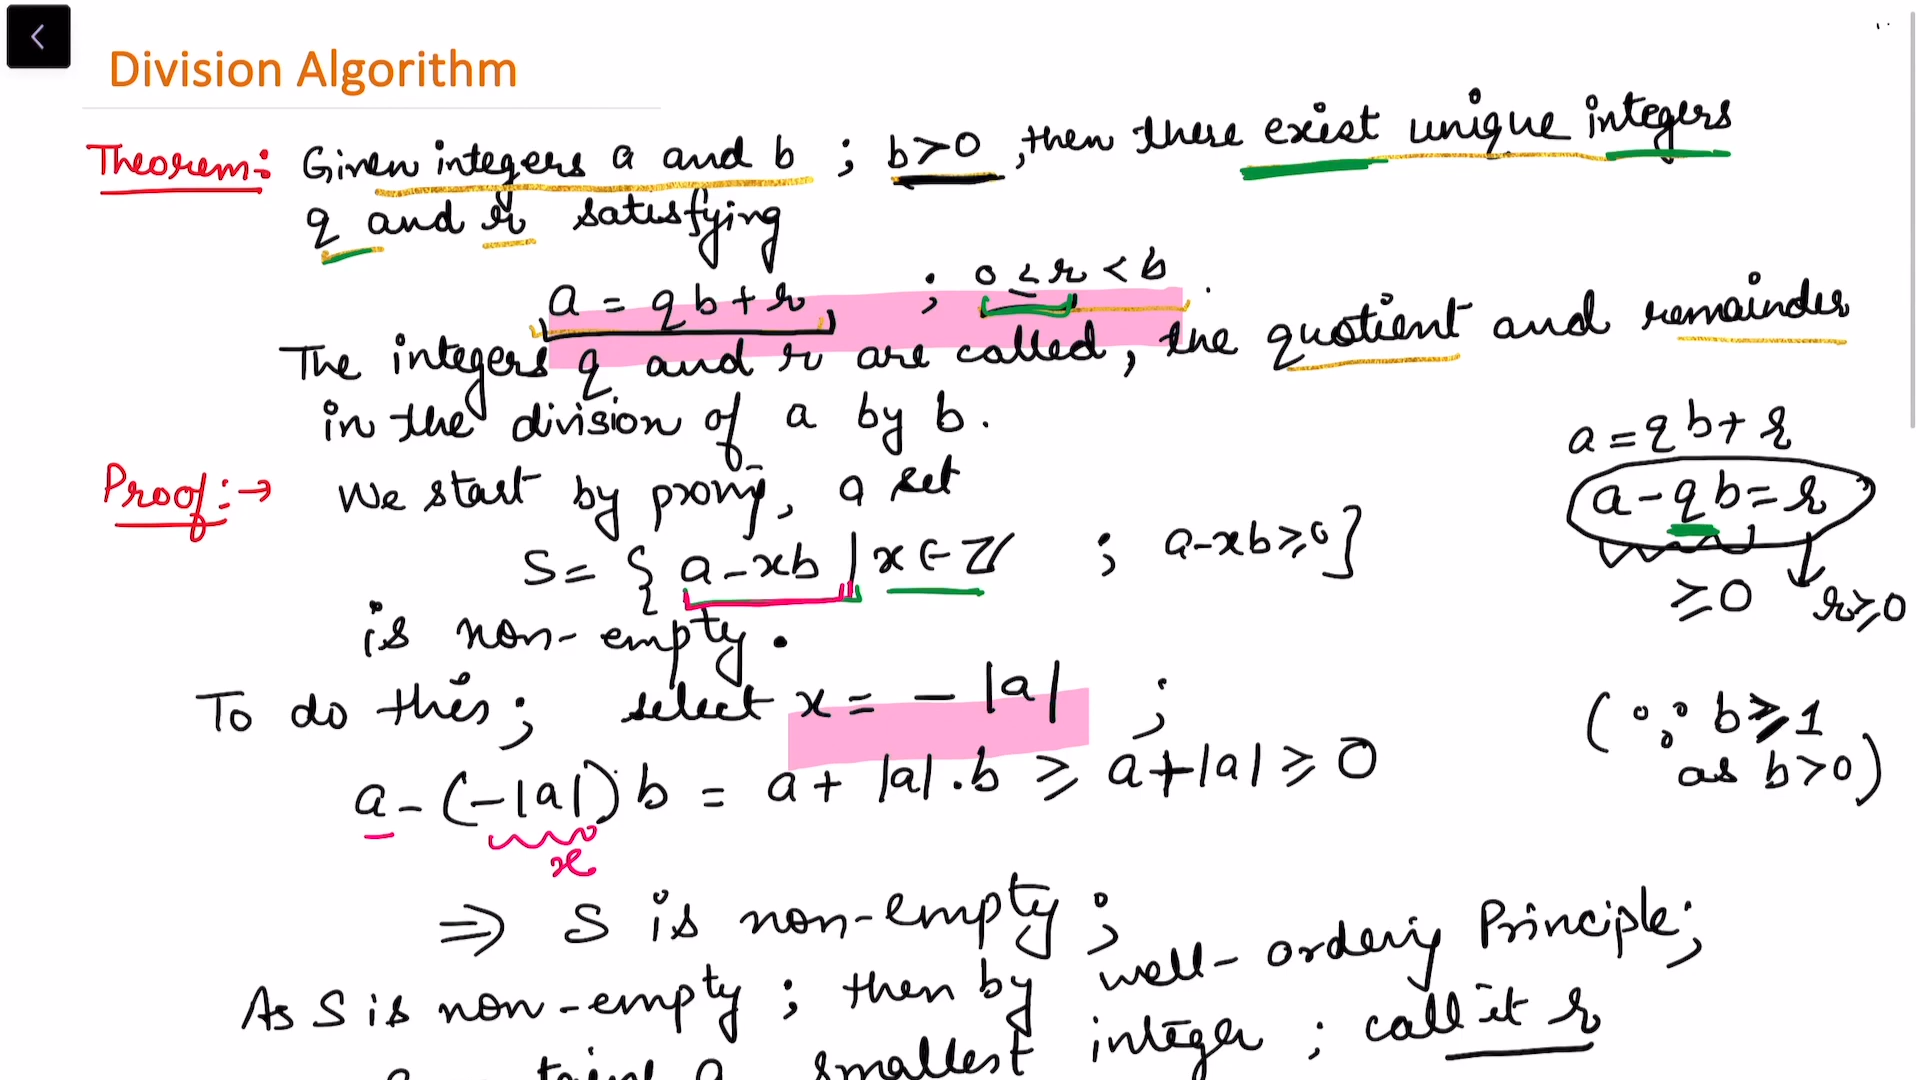 Division Algorithm
Theorem: Given integers a and b ; b>0 , then there exist unique integers
q and r satisfying
a = qb+r ; 0 ≤ r < b .
The integers q and r are called, the quotient and remainder
in the division of a by b.
a = qb+r
Proof:→ We start by proving, a set
a-qb=r
S= { a-xb | x ∈ Z ; a-xb≥0 }
≥0 r≥0
is non-empty.
To do this; select x = -|a| ;
(∵ b≥1
as b>0)
a-(-|a|)b = a+|a|.b ≥ a+|a| ≥ 0
x
⇒ S is non-empty ;
As S is non-empty ; then by well-ordering Principle;
a smallest integer ; call it r